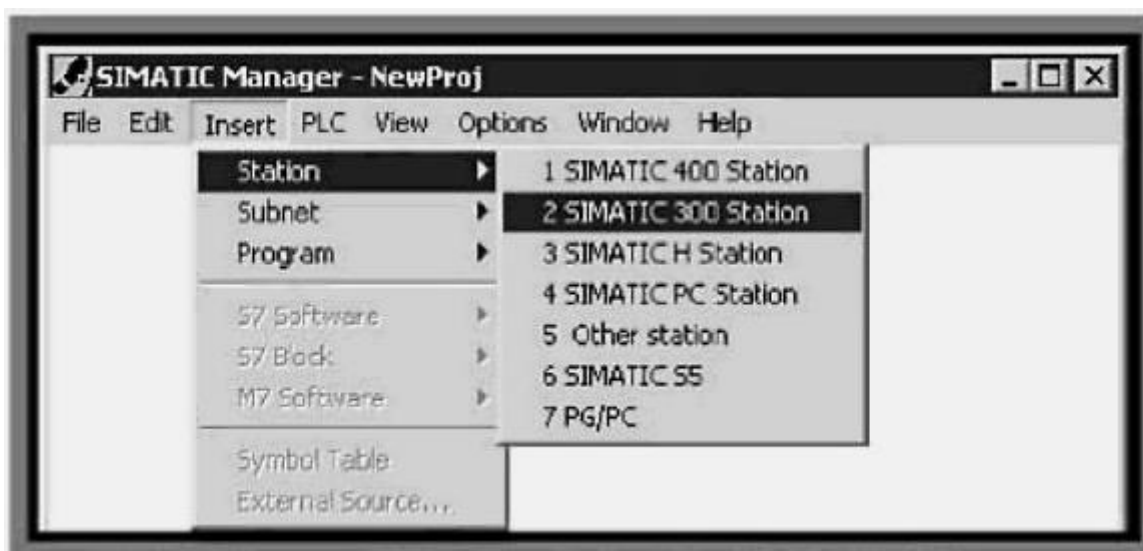 SIMATIC Manager - NewProj
File Edit Insert PLC View Options Window Help
Station
Subnet
Program
S7 Software
S7 Block
M7 Software
Symbol Table
External Source...
1 SIMATIC 400 Station
2 SIMATIC 300 Station
3 SIMATIC H Station
4 SIMATIC PC Station
5 Other station
6 SIMATIC S5
7 PG/PC